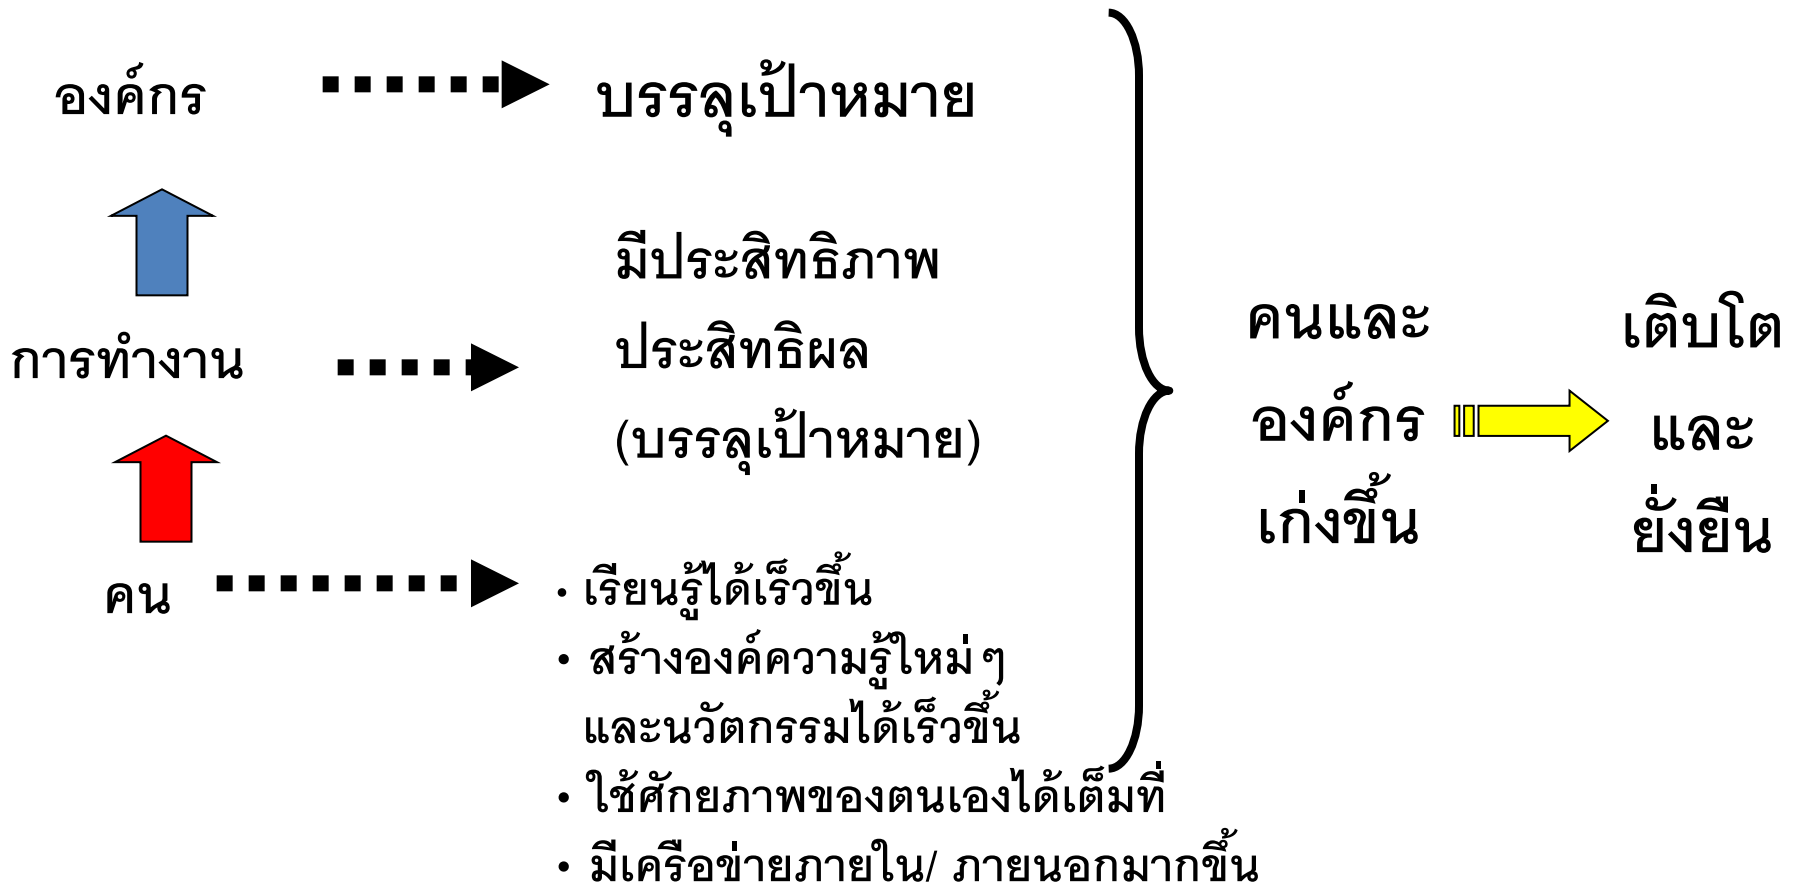 องค์กร
บรรลุเป้าหมาย
การทำงาน
มีประสิทธิภาพ
ประสิทธิผล
(บรรลุเป้าหมาย)
คน
• เรียนรู้ได้เร็วขึ้น
• สร้างองค์ความรู้ใหม่ ๆ
และนวัตกรรมได้เร็วขึ้น
• ใช้ศักยภาพของตนเองได้เต็มที่
• มีเครือข่ายภายใน/ ภายนอกมากขึ้น
คนและ
องค์กร
เก่งขึ้น
เติบโต
และ
ยั่งยืน